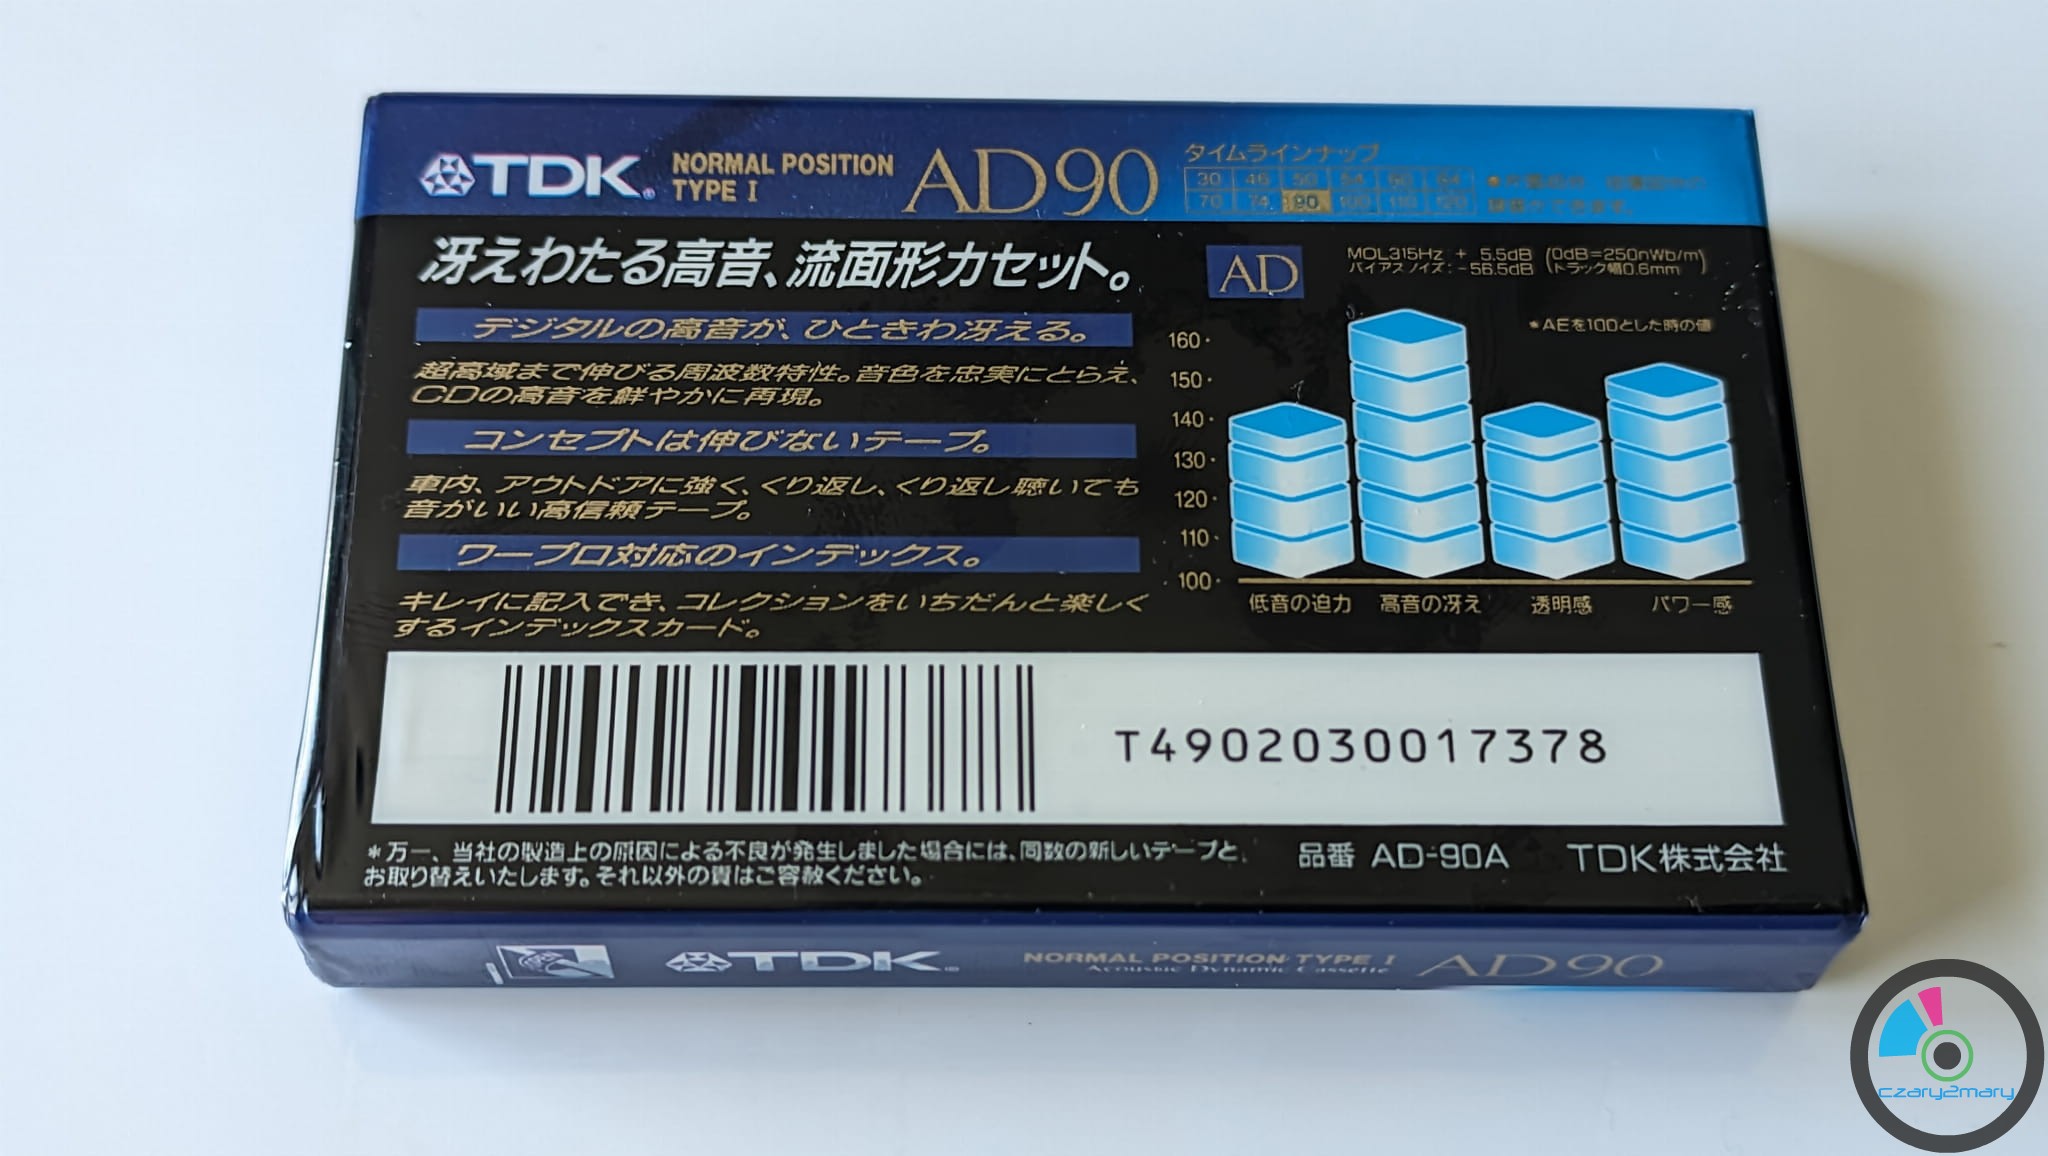 TDK
NORMAL POSITION
TYPE I
AD90
タイムラインナップ
30 46 50 54 60 64
70 74 90 100 110 120
冴えわたる高音、流面形カセット。
デジタルの高音が、ひときわ冴える。
超高域まで伸びる周波数特性。音色を忠実にとらえ、
CDの高音を鮮やかに再現。
コンセプトは伸びないテープ。
車内、アウトドアに強く、くり返し、くり返し聴いても
音がいい高信頼テープ。
ワープロ対応のインデックス。
キレイに記入でき、コレクションをいちだんと楽しく
するインデックスカード。
AD
MOL315Hz + 5.5dB (0dB=250nWb/m)
バイアスノイズ:-56.5dB (トラック幅0.6mm)
*AEを100とした時の値
160
150
140
130
120
110
100
低音の迫力 高音の冴え 透明感 パワー感
T4902030017378
*万一、当社の製造上の原因による不良が発生しました場合には、同数の新しいテープと、
お取り替えいたします。それ以外の責はご容赦ください。
品番 AD-90A TDK株式会社
TDK
NORMAL POSITION TYPE I
Acoustic Dynamic Cassette
AD90
czary2mary